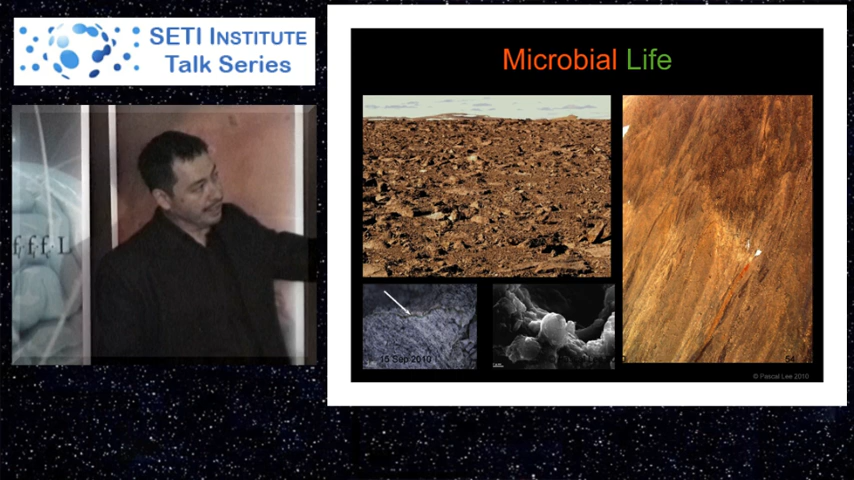 SETI INSTITUTE
Talk Series
Microbial Life
15 Sep 2010
54
© Pascal Lee 2010